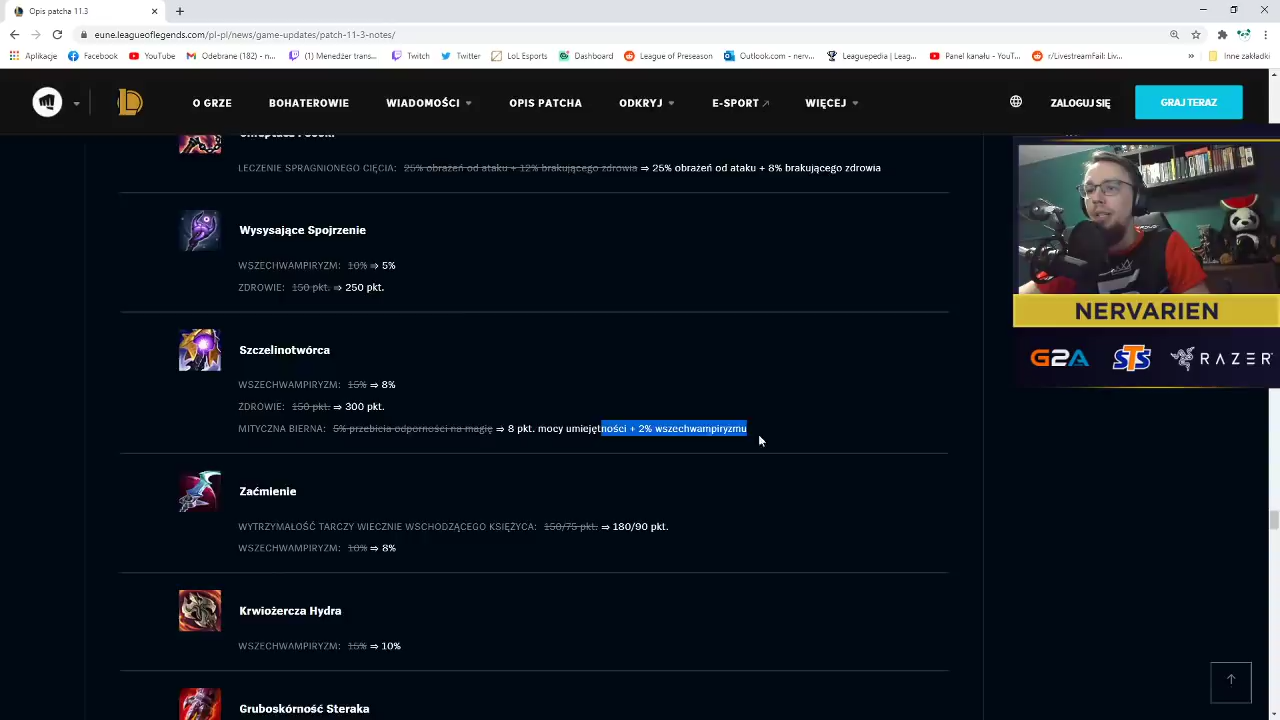 Opis patcha 11.3
eune.leagueoflegends.com/pl-pl/news/game-updates/patch-11-3-notes/
Aplikacje
Facebook
YouTube
Odebrane (182) - n...
(1) Menedżer trans...
Twitch
Twitter
LoL Esports
Dashboard
League of Preseason
Outlook.com - nerv...
Leaguepedia | Leag...
Panel kanału - YouT...
r/LivestreamFail: Liv...
»
Inne zakładki
O GRZE
BOHATEROWIE
WIADOMOŚCI
OPIS PATCHA
ODKRYJ
E-SPORT
WIĘCEJ
ZALOGUJ SIĘ
GRAJ TERAZ
LECZENIE SPRAGNIONEGO CIĘCIA: 25% obrażeń od ataku + 12% brakującego zdrowia ⇒ 25% obrażeń od ataku + 8% brakującego zdrowia
Wysysające Spojrzenie
WSZECHWAMPIRYZM: 10% ⇒ 5%
ZDROWIE: 150 pkt. ⇒ 250 pkt.
Szczelinotwórca
WSZECHWAMPIRYZM: 15% ⇒ 8%
ZDROWIE: 150 pkt. ⇒ 300 pkt.
MITYCZNA BIERNA: 5% przebicia odporności na magię ⇒ 8 pkt. mocy umiejętności + 2% wszechwampiryzmu
Zaćmienie
WYTRZYMAŁOŚĆ TARCZY WIECZNIE WSCHODZĄCEGO KSIĘŻYCA: 150/75 pkt. ⇒ 180/90 pkt.
WSZECHWAMPIRYZM: 10% ⇒ 8%
Krwiożercza Hydra
WSZECHWAMPIRYZM: 15% ⇒ 10%
Gruboskórność Steraka
NERVARIEN
G2A
STS
RAZER